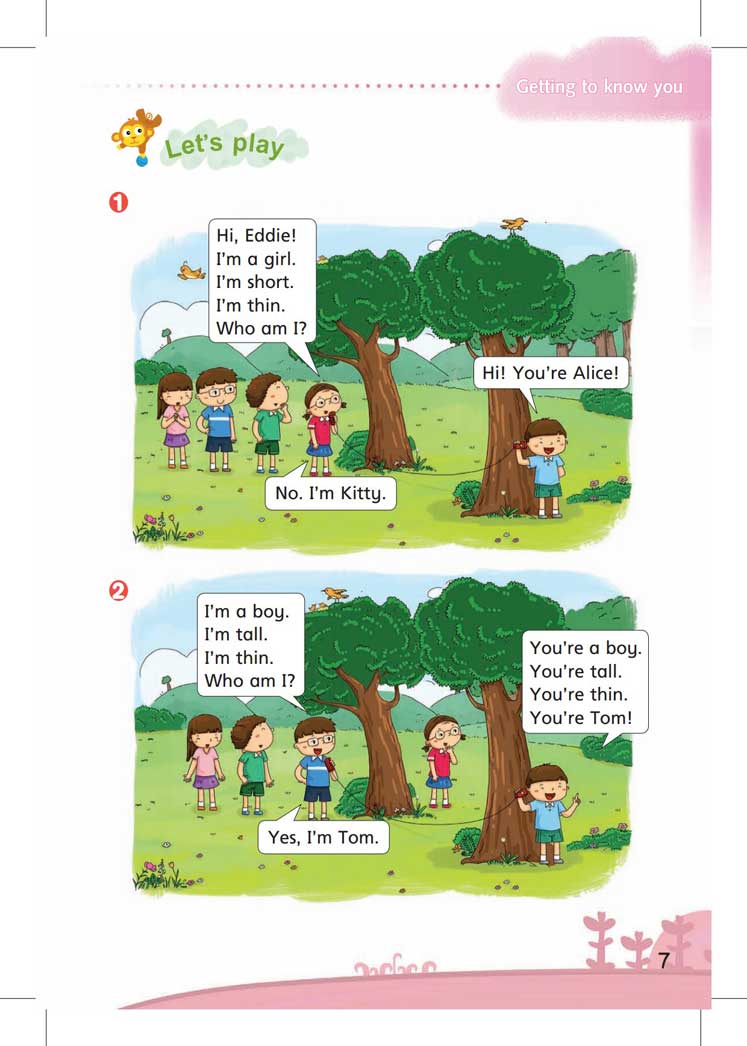 Getting to know you
Let's play
1
Hi, Eddie!
I'm a girl.
I'm short.
I'm thin.
Who am I?
Hi! You're Alice!
No. I'm Kitty.
2
I'm a boy.
I'm tall.
I'm thin.
Who am I?
You're a boy.
You're tall.
You're thin.
You're Tom!
Yes, I'm Tom.
7